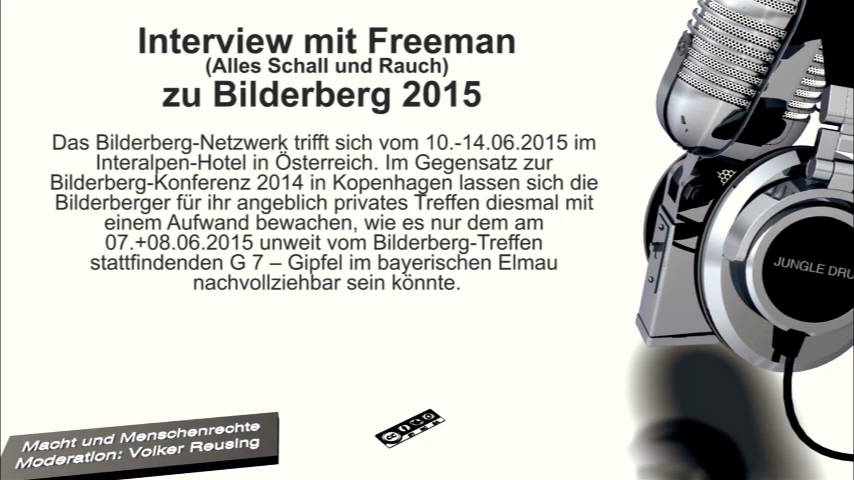 Interview mit Freeman
(Alles Schall und Rauch)
zu Bilderberg 2015
Das Bilderberg-Netzwerk trifft sich vom 10.-14.06.2015 im
Interalpen-Hotel in Österreich. Im Gegensatz zur
Bilderberg-Konferenz 2014 in Kopenhagen lassen sich die
Bilderberger für ihr angeblich privates Treffen diesmal mit
einem Aufwand bewachen, wie es nur dem am
07.+08.06.2015 unweit vom Bilderberg-Treffen
stattfindenden G 7 – Gipfel im bayerischen Elmau
nachvollziehbar sein könnte.
JUNGLE DRU
Macht und Menschenrechte
Moderation: Volker Reusing